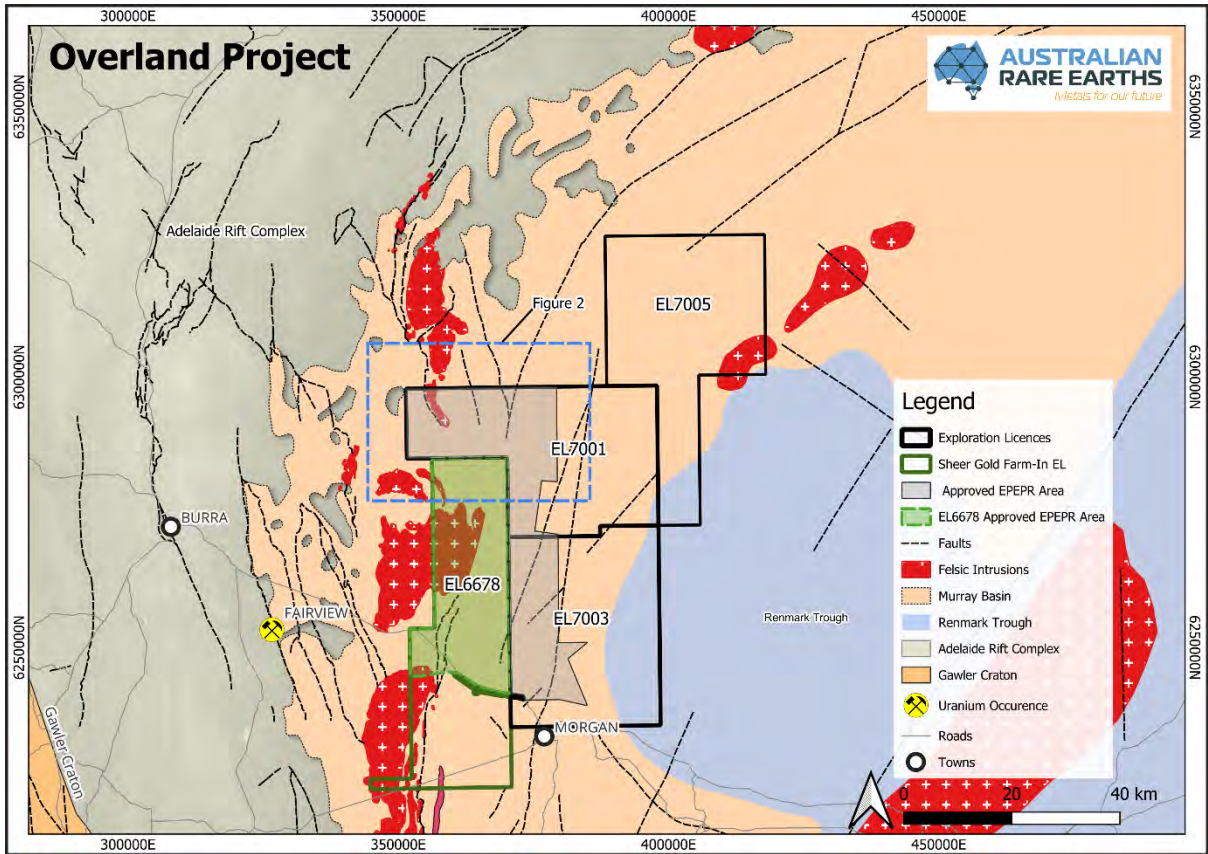 300000E 350000E 400000E 450000E
Overland Project
AUSTRALIAN
RARE EARTHS
Metals for our future
6350000N
6350000N
Adelaide Rift Complex
Figure 2
EL7005
6300000N
6300000N
Legend
Exploration Licences
Sheer Gold Farm-In EL
Approved EPEPR Area
EL6678 Approved EPEPR Area
Faults
Felsic Intrusions
Murray Basin
Renmark Trough
Adelaide Rift Complex
Gawler Craton
Uranium Occurence
Roads
Towns
EL7001
BURRA
EL6678
FAIRVIEW
EL7003
Renmark Trough
6250000N
6250000N
MORGAN
Gawler Craton
0 20 40 km
300000E 350000E 400000E 450000E